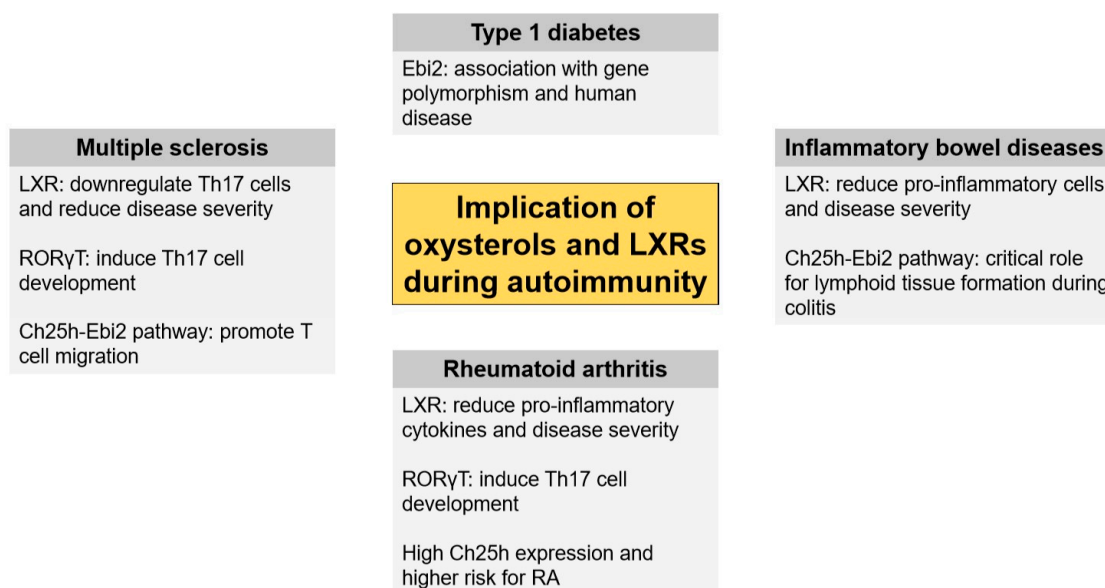 Type 1 diabetes
Ebi2: association with gene
polymorphism and human
disease
Multiple sclerosis
LXR: downregulate Th17 cells
and reduce disease severity
RORγT: induce Th17 cell
development
Ch25h-Ebi2 pathway: promote T
cell migration
Implication of
oxysterols and LXRs
during autoimmunity
Inflammatory bowel diseases
LXR: reduce pro-inflammatory cells
and disease severity
Ch25h-Ebi2 pathway: critical role
for lymphoid tissue formation during
colitis
Rheumatoid arthritis
LXR: reduce pro-inflammatory
cytokines and disease severity
RORγT: induce Th17 cell
development
High Ch25h expression and
higher risk for RA